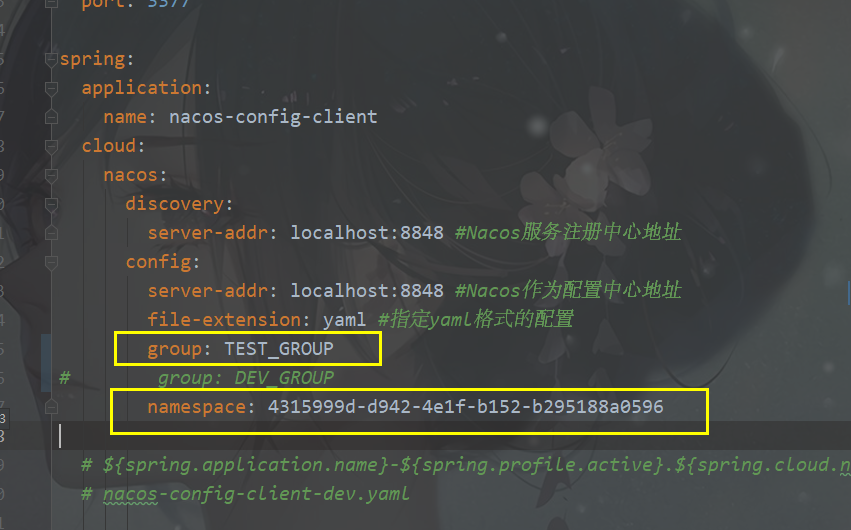 port: 3377
spring:
application:
name: nacos-config-client
cloud:
nacos:
discovery:
server-addr: localhost:8848 #Nacos服务注册中心地址
config:
server-addr: localhost:8848 #Nacos作为配置中心地址
file-extension: yaml #指定yaml格式的配置
group: TEST_GROUP
# group: DEV_GROUP
namespace: 4315999d-d942-4e1f-b152-b295188a0596
# ${spring.application.name}-${spring.profile.active}.${spring.cloud.n
# nacos-config-client-dev.yaml